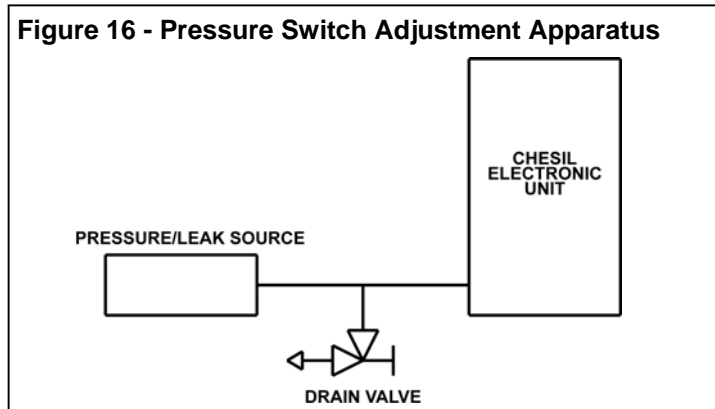 Figure 16 - Pressure Switch Adjustment Apparatus
CHESIL
ELECTRONIC
UNIT
PRESSURE/LEAK SOURCE
DRAIN VALVE